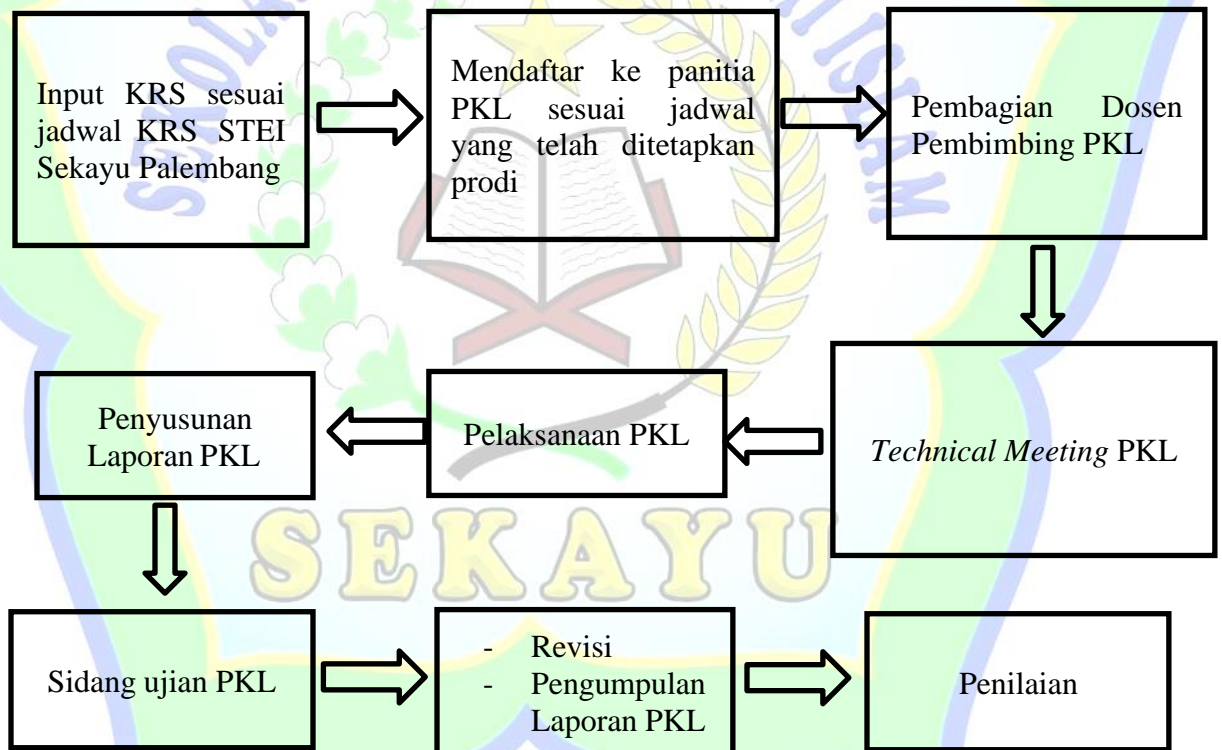 Input KRS sesuai
jadwal KRS STEI
Sekayu Palembang
Mendaftar ke panitia
PKL sesuai jadwal
yang telah ditetapkan
prodi
Pembagian Dosen
Pembimbing PKL
Technical Meeting PKL
Pelaksanaan PKL
Penyusunan
Laporan PKL
Sidang ujian PKL
- Revisi
- Pengumpulan
Laporan PKL
Penilaian
SEKAYU
ISLAM